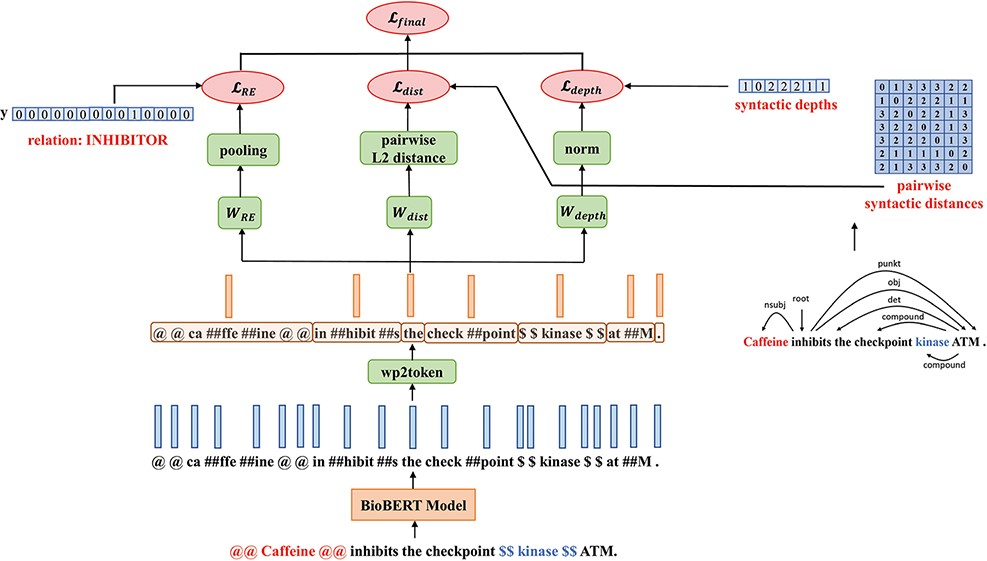 ℒfinal
ℒRE
ℒdist
ℒdepth
y 0 0 0 0 0 0 0 0 0 1 0 0 0 0
relation: INHIBITOR
1 0 2 2 2 1 1
syntactic depths
0 1 3 3 3 2 2
1 0 2 2 2 1 1
3 2 0 2 2 1 3
3 2 2 0 2 1 3
3 2 2 2 0 1 3
2 1 1 1 1 0 2
2 1 3 3 3 2 0
pairwise
syntactic distances
pooling
pairwise
L2 distance
norm
WRE
Wdist
Wdepth
punkt
obj
det
compound
nsubj
root
Caffeine inhibits the checkpoint kinase ATM .
compound
@ @ ca ##ffe ##ine @ @ in ##hibit ##s the check ##point $ $ kinase $ $ at ##M .
wp2token
@ @ ca ##ffe ##ine @ @ in ##hibit ##s the check ##point $ $ kinase $ $ at ##M .
BioBERT Model
@@ Caffeine @@ inhibits the checkpoint $$ kinase $$ ATM.